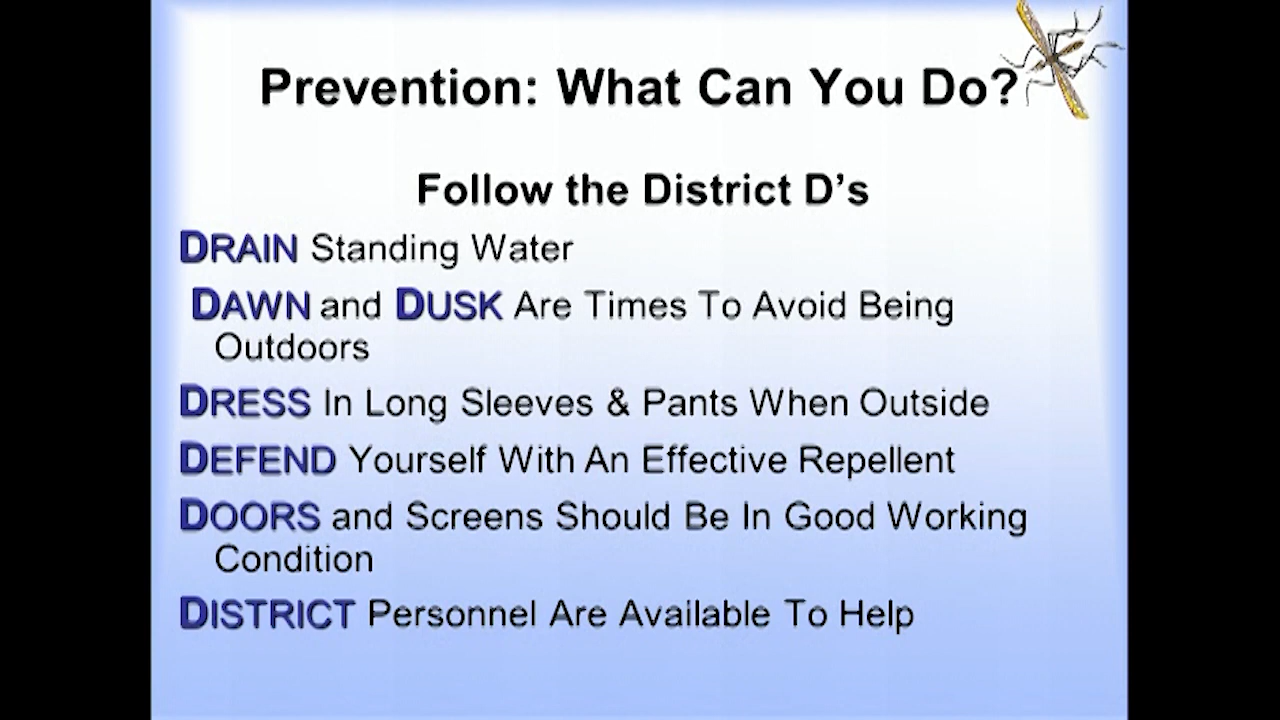 Prevention: What Can You Do?
Follow the District D’s
DRAIN Standing Water
DAWN and DUSK Are Times To Avoid Being
Outdoors
DRESS In Long Sleeves & Pants When Outside
DEFEND Yourself With An Effective Repellent
DOORS and Screens Should Be In Good Working
Condition
DISTRICT Personnel Are Available To Help